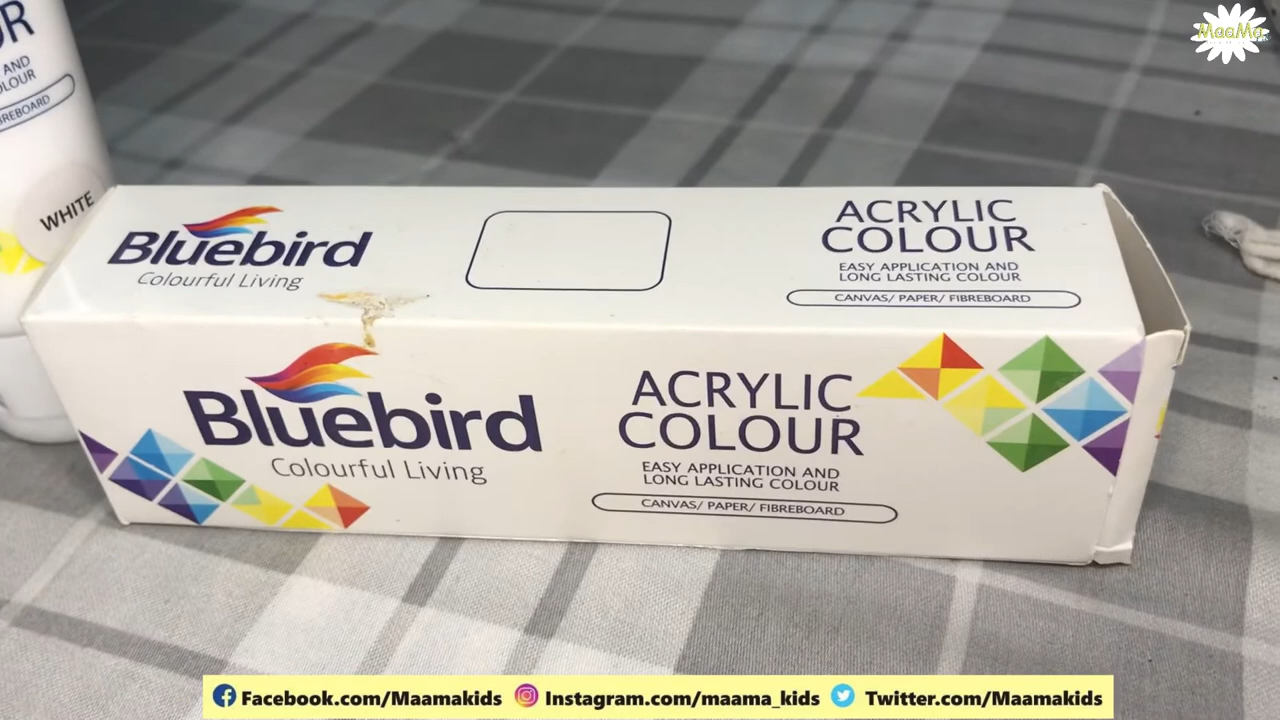 R
AND
OLOUR
REBOARD
WHITE
MaaMa
Bluebird
Colourful Living
ACRYLIC
COLOUR
EASY APPLICATION AND
LONG LASTING COLOUR
CANVAS/ PAPER/ FIBREBOARD
Bluebird
Colourful Living
ACRYLIC
COLOUR
EASY APPLICATION AND
LONG LASTING COLOUR
CANVAS/ PAPER/ FIBREBOARD
Facebook.com/Maamakids Instagram.com/maama_kids Twitter.com/Maamakids